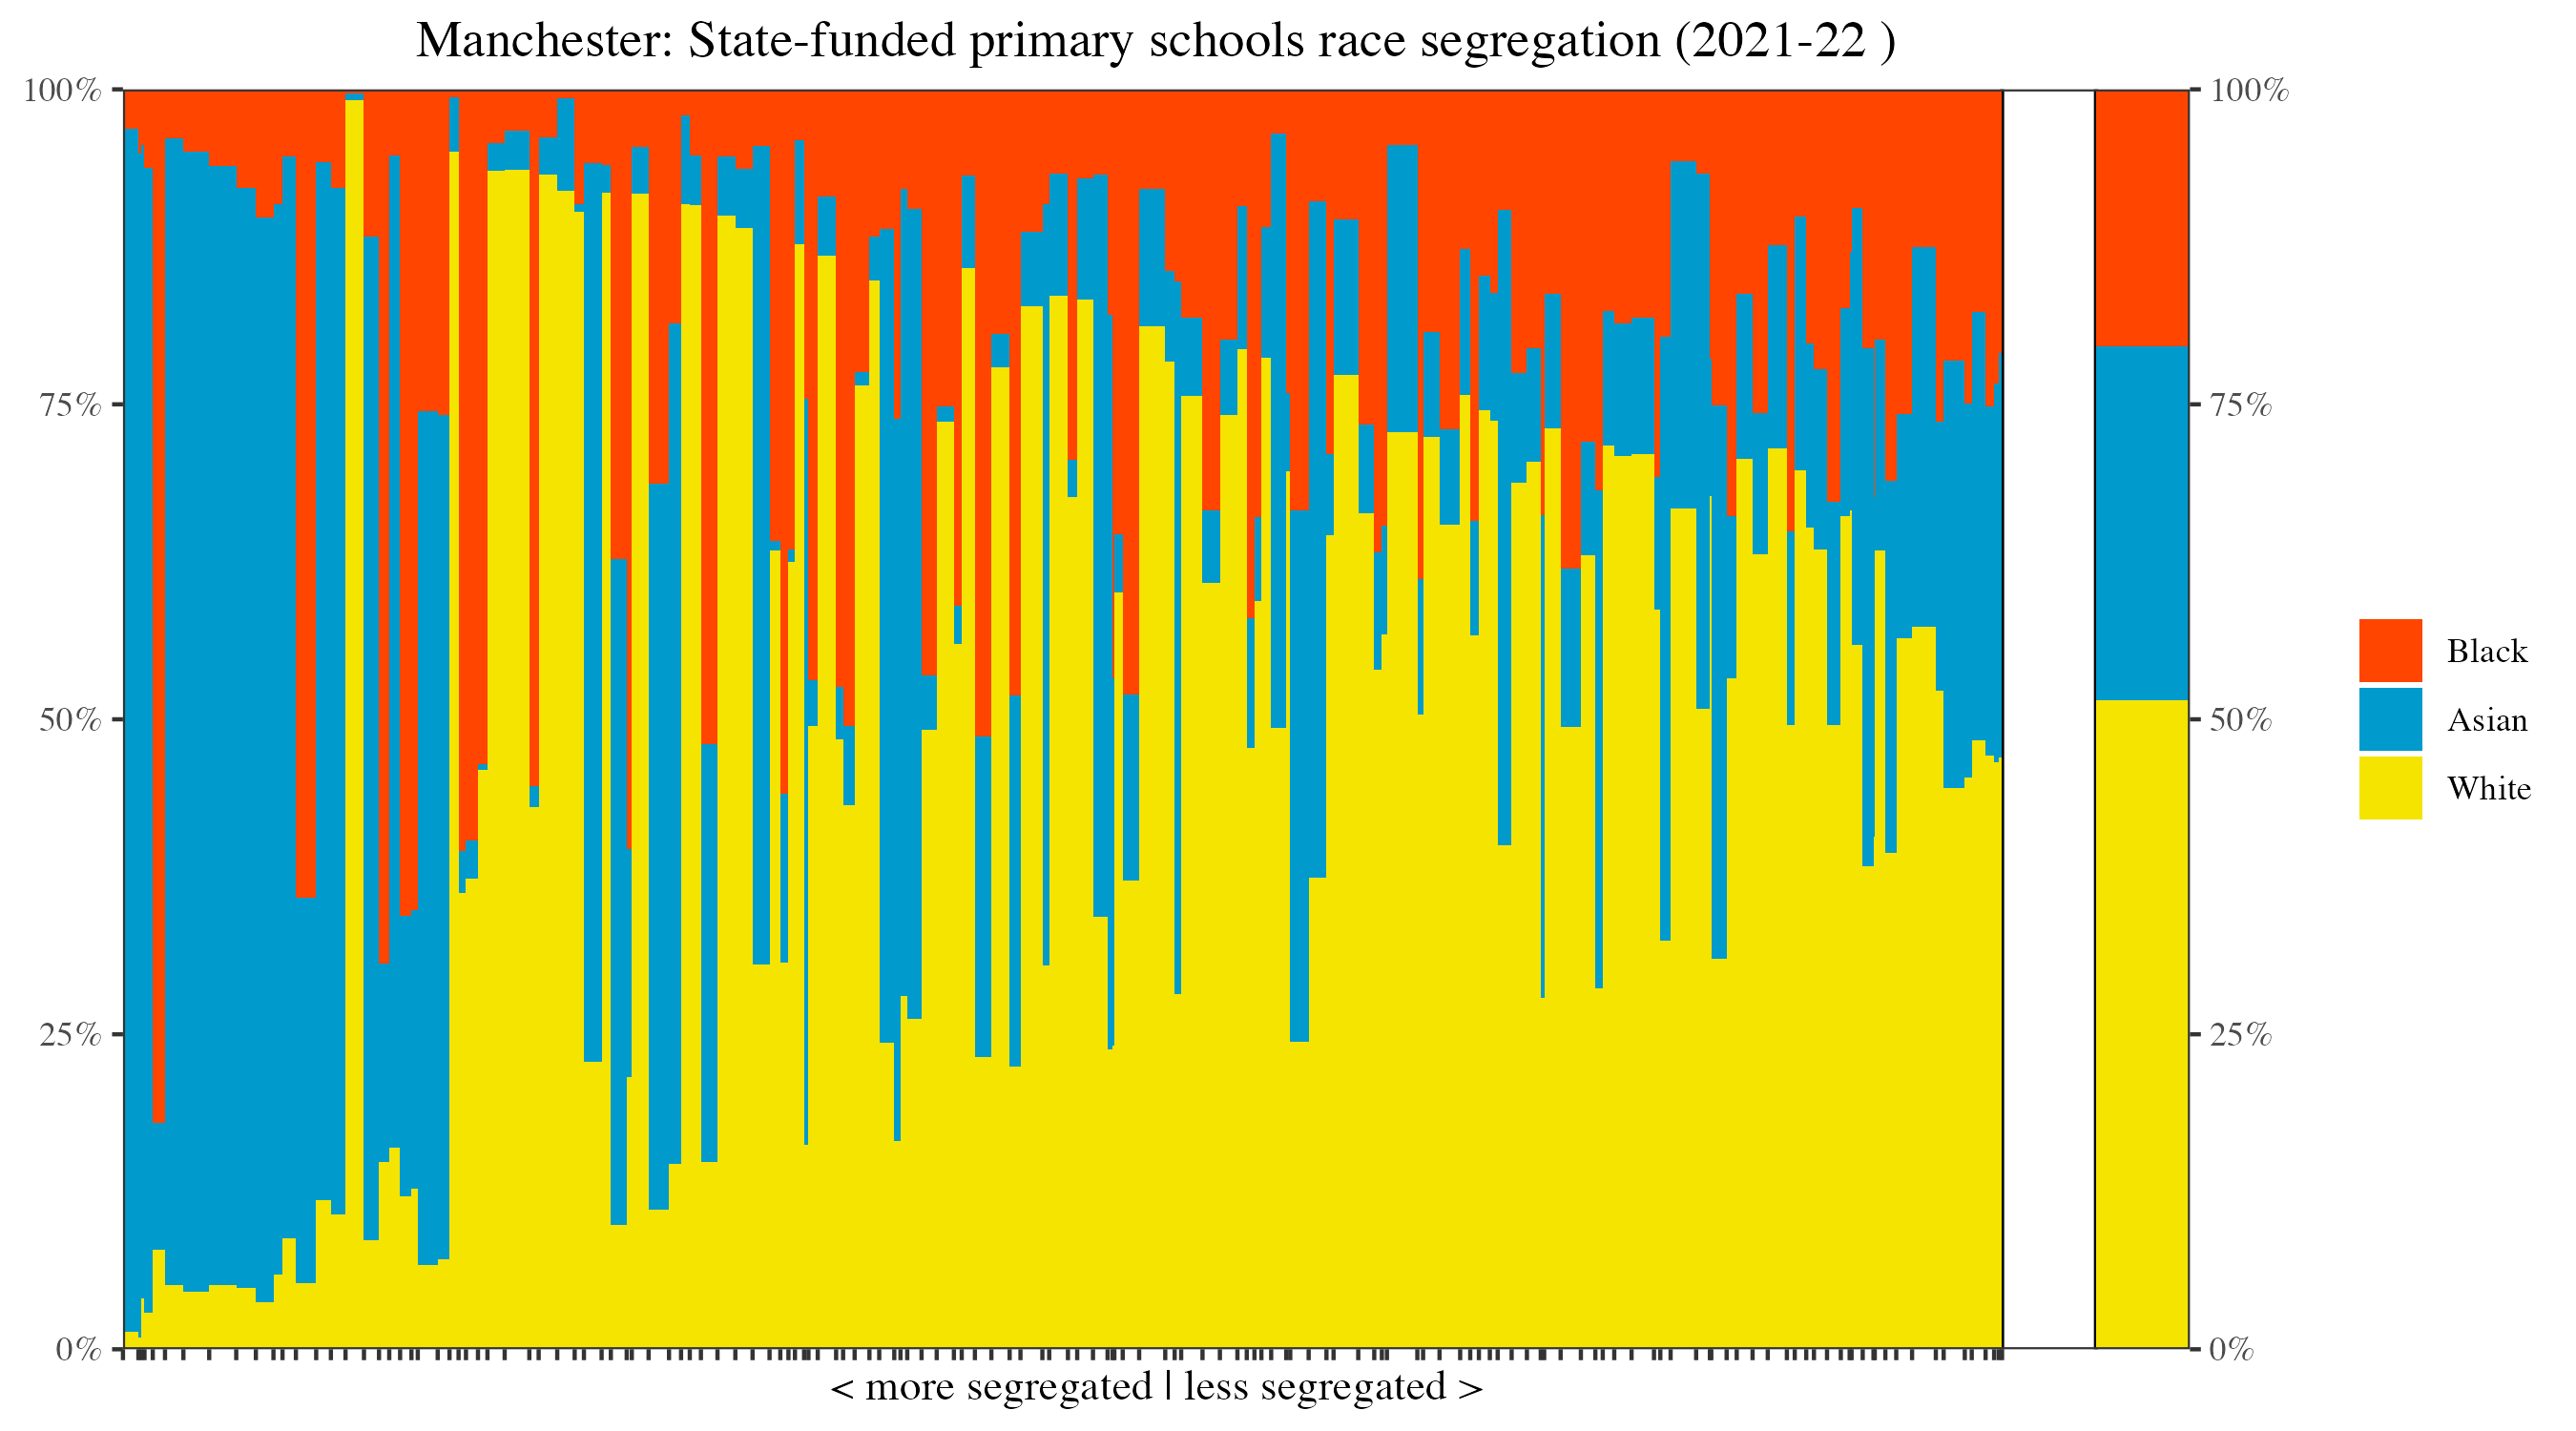 Manchester: State-funded primary schools race segregation (2021-22 )
100%
75%
50%
25%
0%
100%
75%
50%
25%
0%
Black
Asian
White
< more segregated | less segregated >